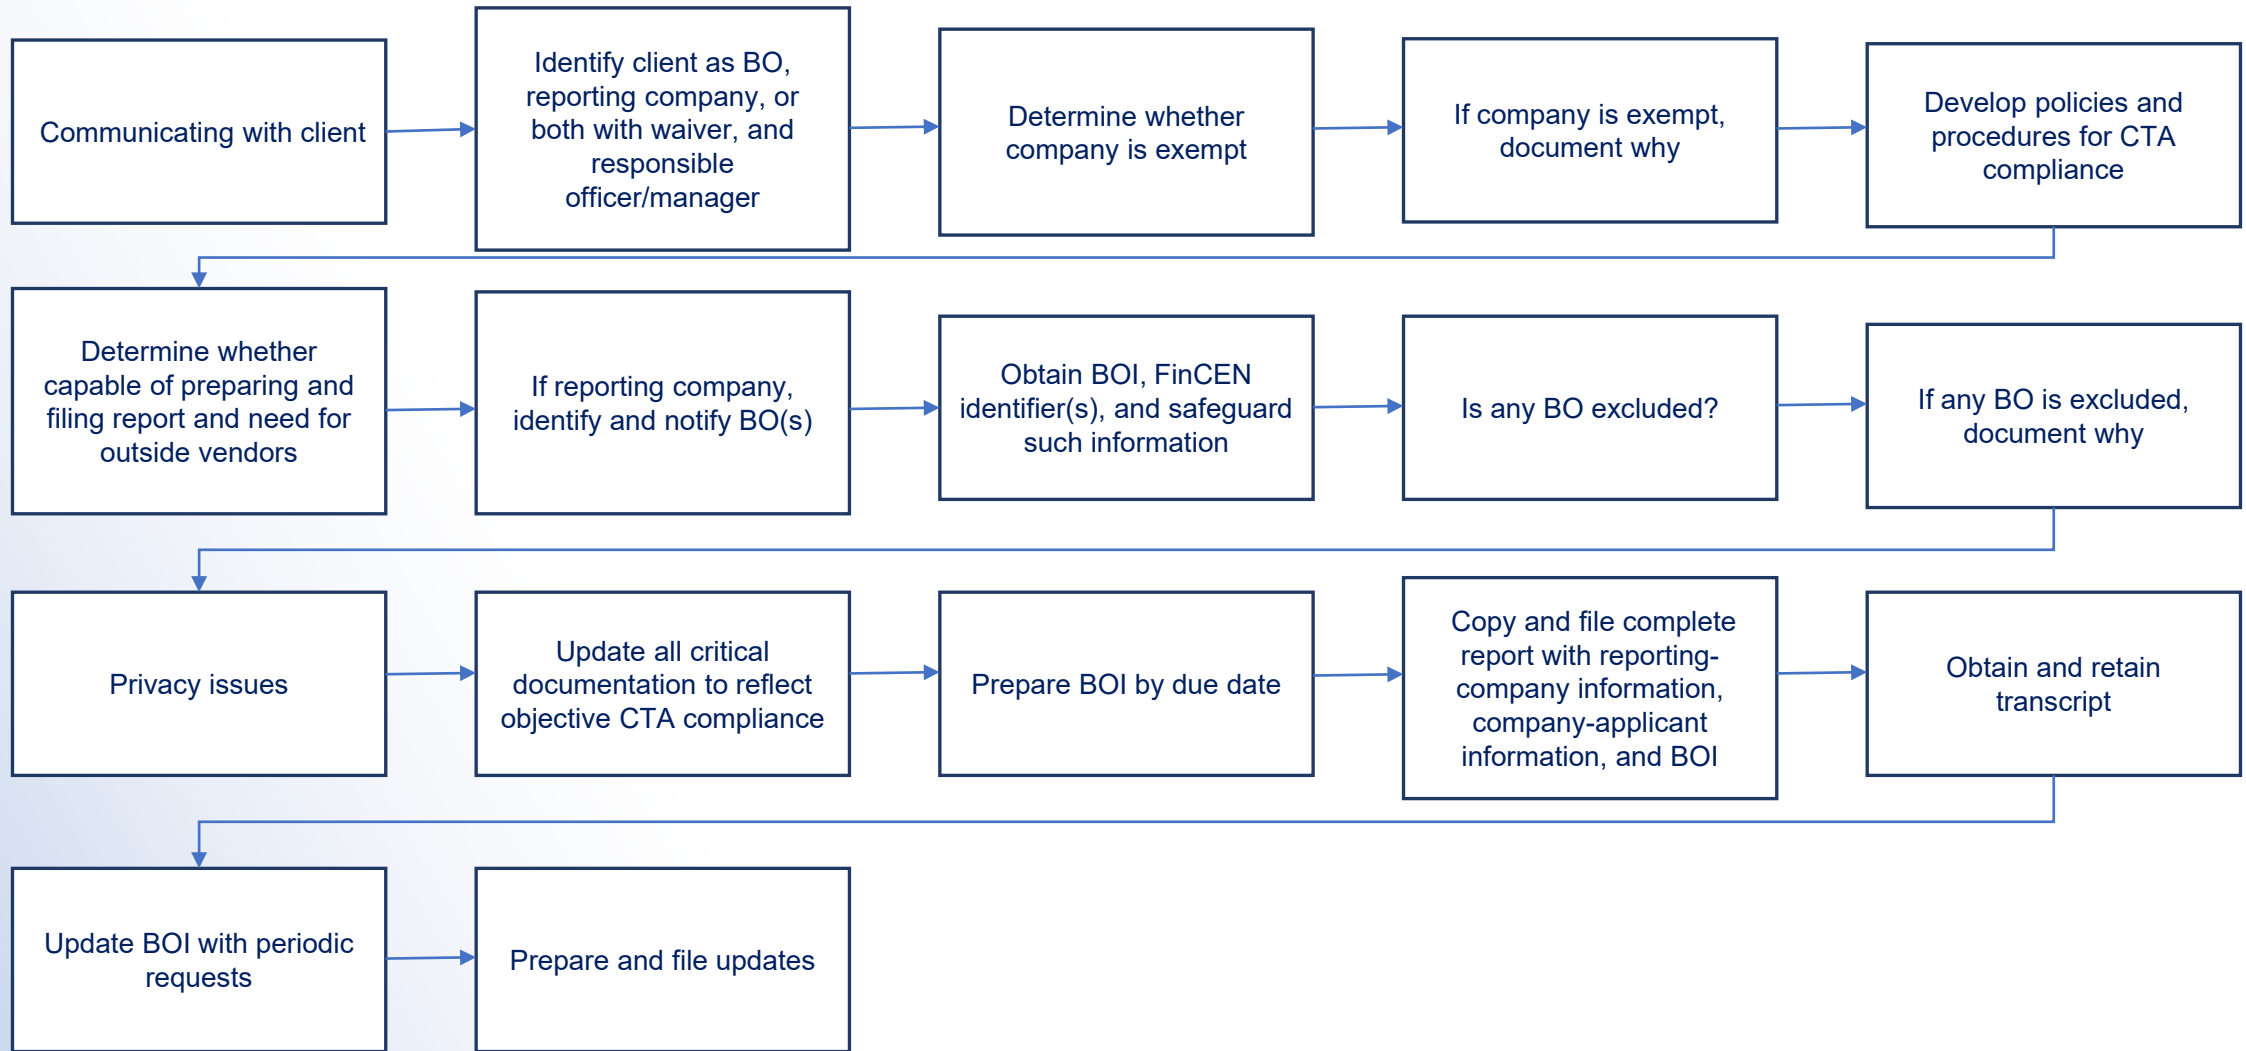 Communicating with client
Identify client as BO,
reporting company, or
both with waiver, and
responsible
officer/manager
Determine whether
company is exempt
If company is exempt,
document why
Develop policies and
procedures for CTA
compliance
Determine whether
capable of preparing and
filing report and need for
outside vendors
If reporting company,
identify and notify BO(s)
Obtain BOI, FinCEN
identifier(s), and safeguard
such information
Is any BO excluded?
If any BO is excluded,
document why
Privacy issues
Update all critical
documentation to reflect
objective CTA compliance
Prepare BOI by due date
Copy and file complete
report with reporting-
company information,
company-applicant
information, and BOI
Obtain and retain
transcript
Update BOI with periodic
requests
Prepare and file updates